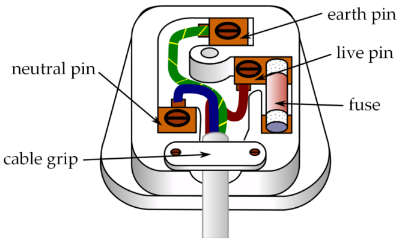 earth pin
live pin
neutral pin
fuse
cable grip